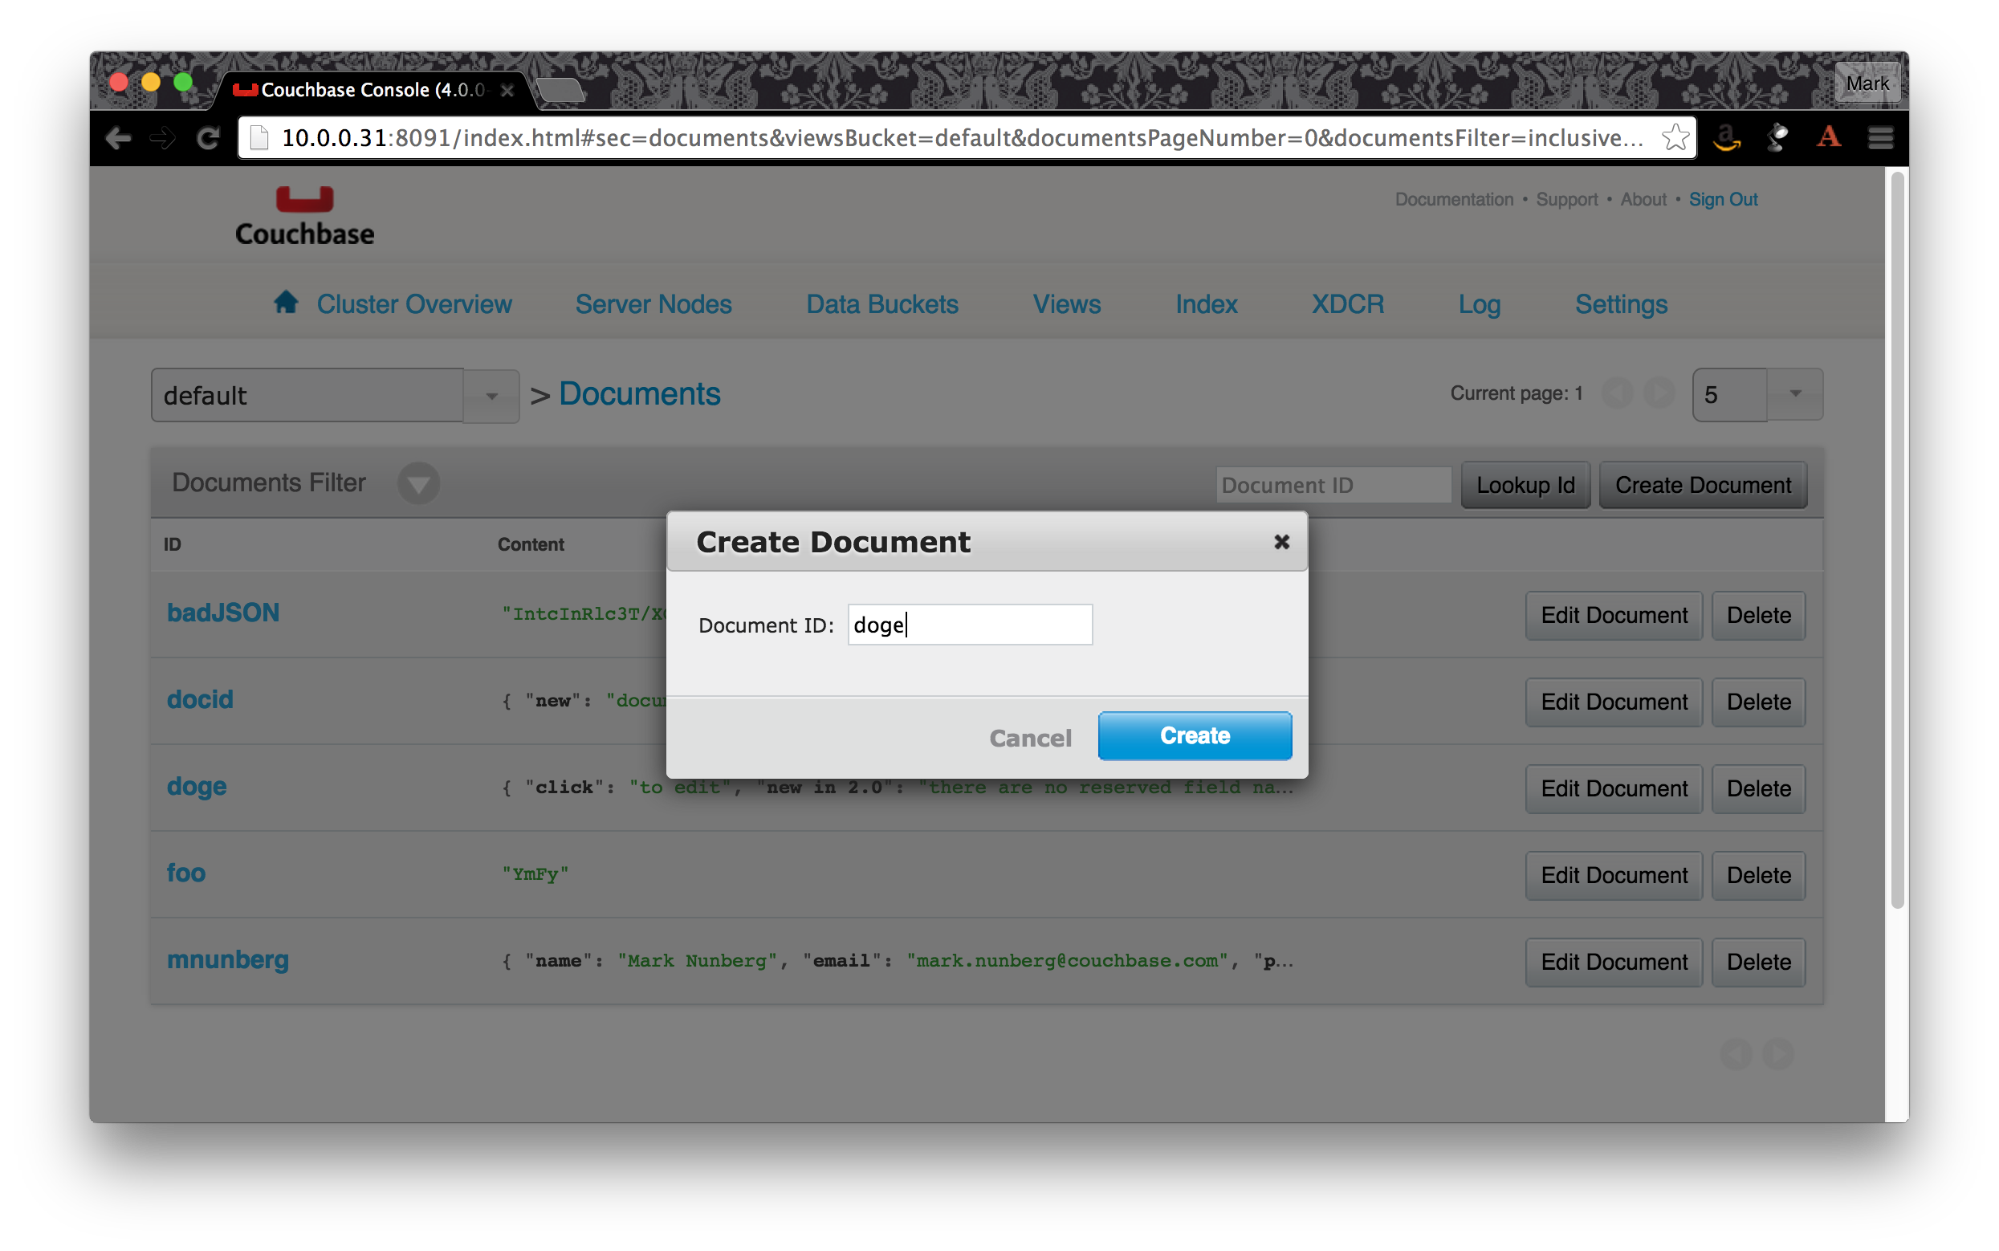 Couchbase Console (4.0.0-
Mark
10.0.0.31:8091/index.html#sec=documents&viewsBucket=default&documentsPageNumber=0&documentsFilter=inclusive...
Couchbase
Documentation • Support • About • Sign Out
Cluster Overview Server Nodes Data Buckets Views Index XDCR Log Settings
default > Documents Current page: 1 5
Documents Filter Document ID Lookup Id Create Document
ID Content
Create Document
badJSON "IntcInRlc3T/X Edit Document Delete
Document ID: doge
docid { "new": "docu Edit Document Delete
Cancel Create
doge { "click": "to edit", "new in 2.0": "there are no reserved field na... Edit Document Delete
foo "YmFy" Edit Document Delete
mnunberg { "name": "Mark Nunberg", "email": "mark.nunberg@couchbase.com", "p... Edit Document Delete